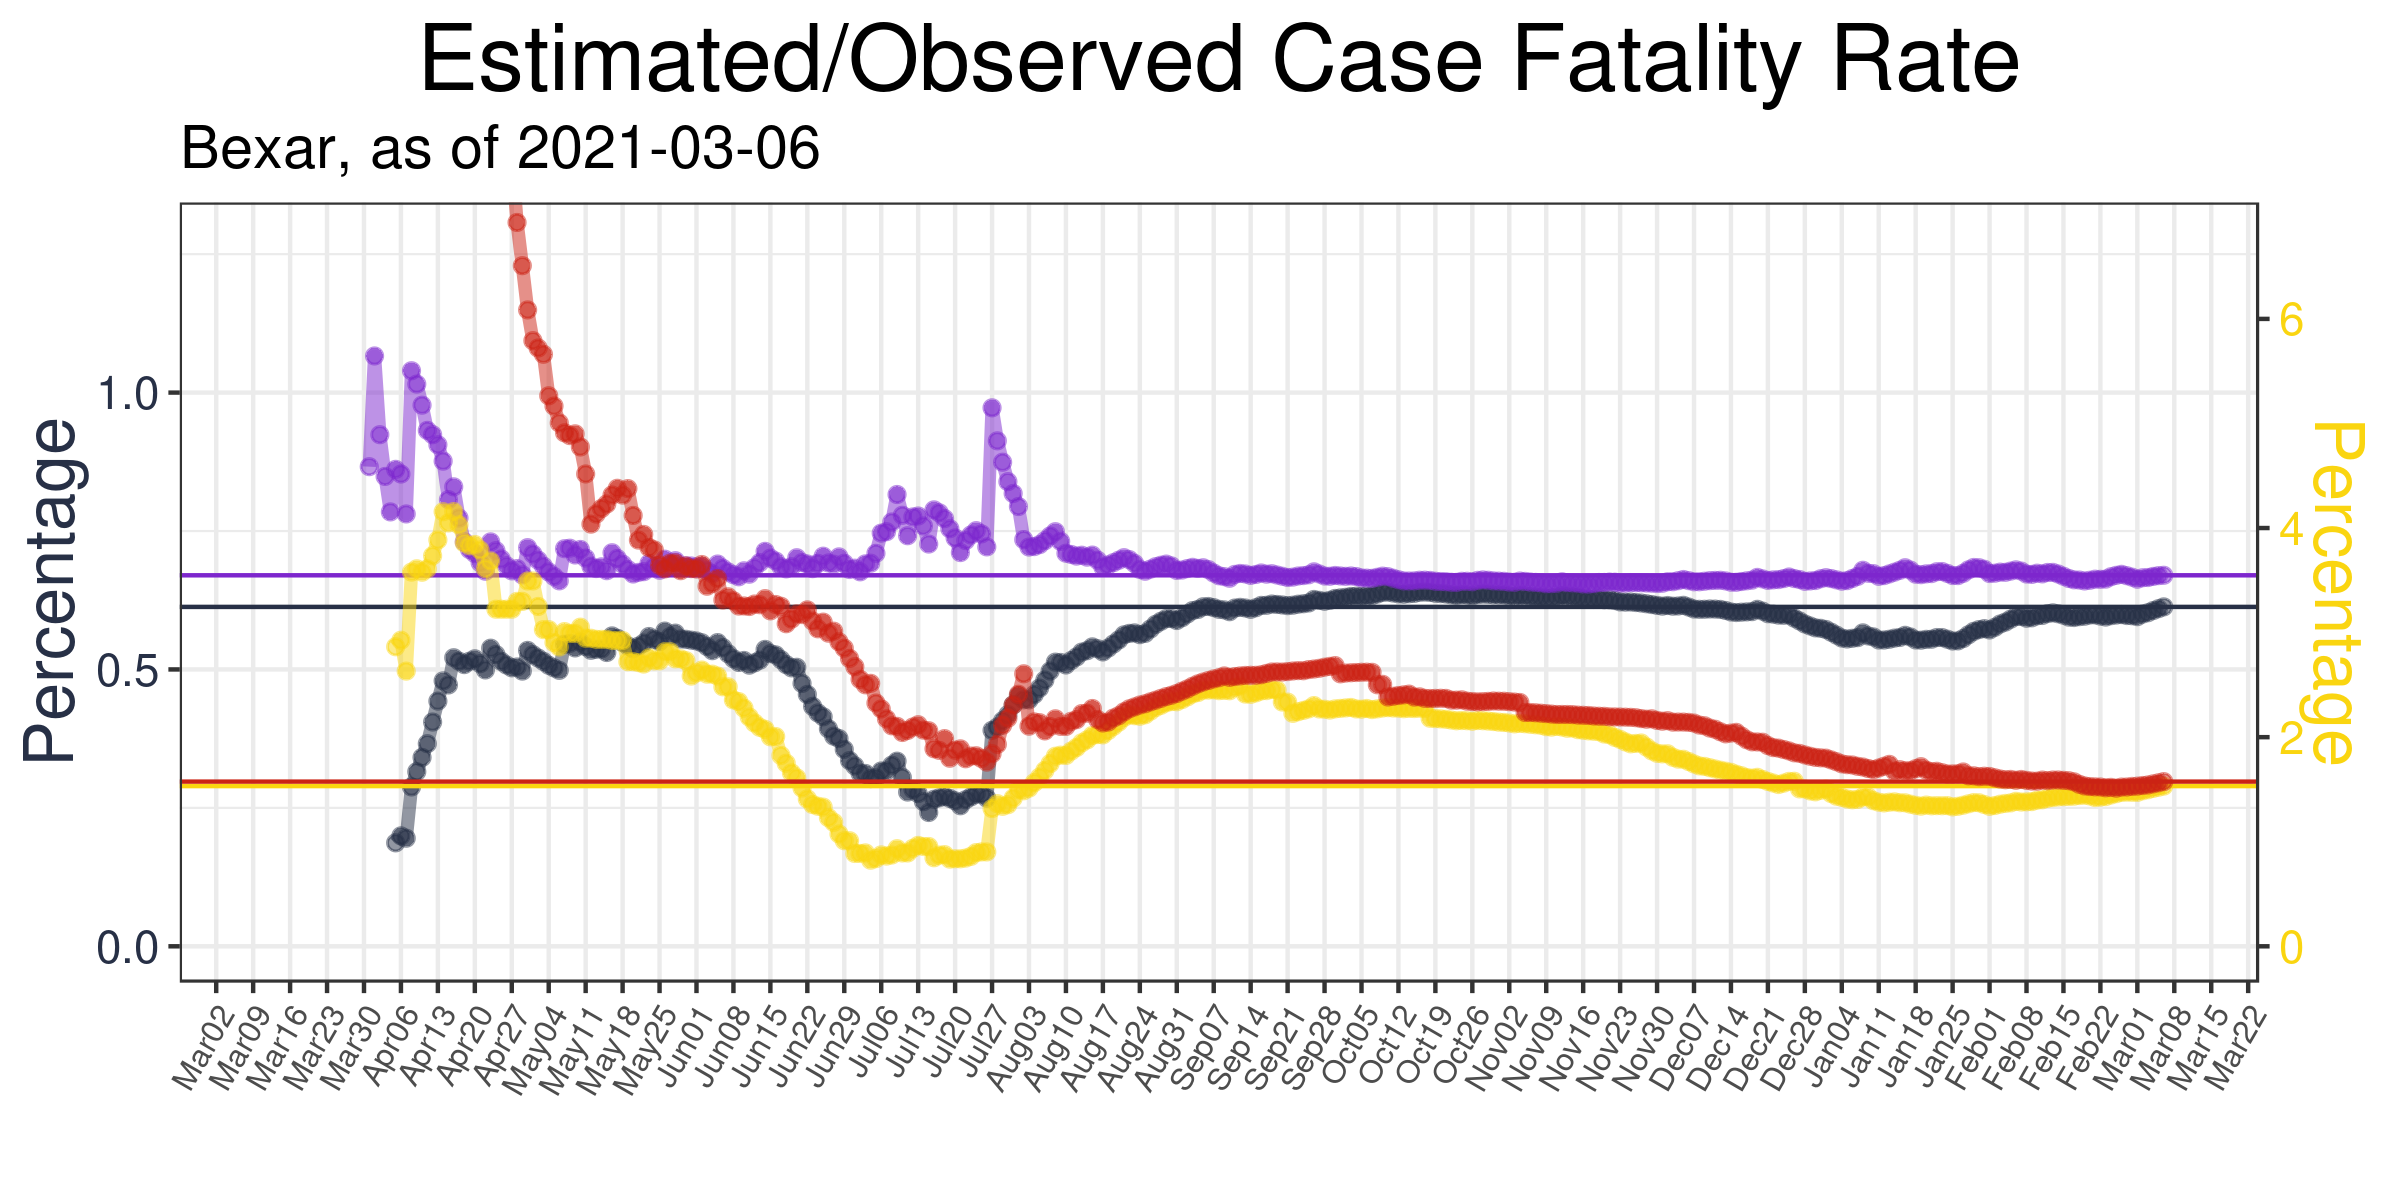 Estimated/Observed Case Fatality Rate
Bexar, as of 2021-03-06
Percentage
1.0
0.5
0.0
6
4
2
0
Percentage
Mar02
Mar09
Mar16
Mar23
Mar30
Apr06
Apr13
Apr20
Apr27
May04
May11
May18
May25
Jun01
Jun08
Jun15
Jun22
Jun29
Jul06
Jul13
Jul20
Jul27
Aug03
Aug10
Aug17
Aug24
Aug31
Sep07
Sep14
Sep21
Sep28
Oct05
Oct12
Oct19
Oct26
Nov02
Nov09
Nov16
Nov23
Nov30
Dec07
Dec14
Dec21
Dec28
Jan04
Jan11
Jan18
Jan25
Feb01
Feb08
Feb15
Feb22
Mar01
Mar08
Mar15
Mar22